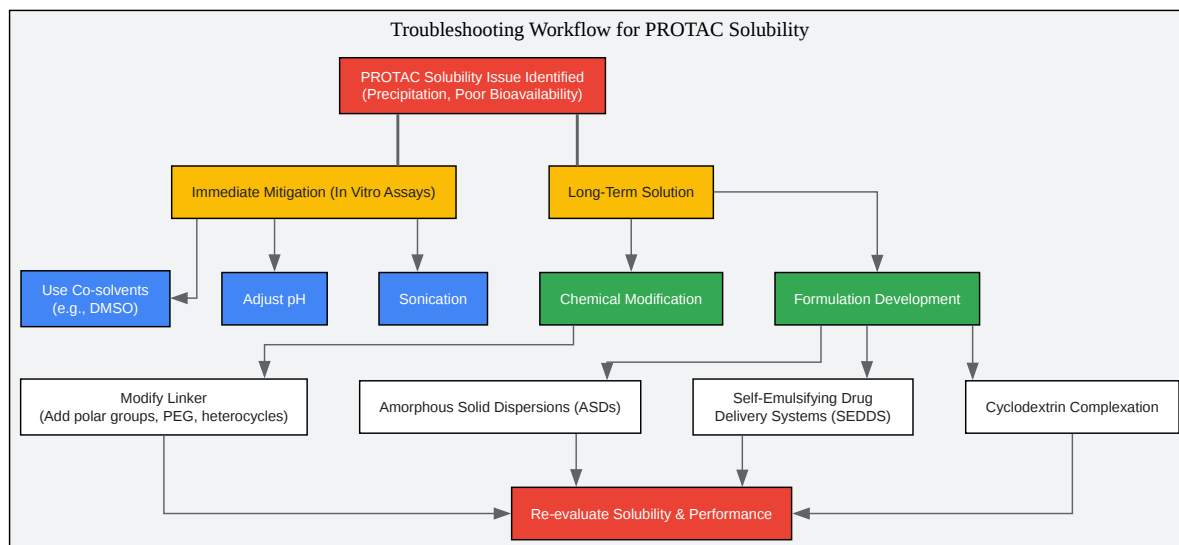 Troubleshooting Workflow for PROTAC Solubility
PROTAC Solubility Issue Identified
(Precipitation, Poor Bioavailability)
Immediate Mitigation (In Vitro Assays)
Long-Term Solution
Use Co-solvents
(e.g., DMSO)
Adjust pH
Sonication
Chemical Modification
Formulation Development
Modify Linker
(Add polar groups, PEG, heterocycles)
Amorphous Solid Dispersions (ASDs)
Self-Emulsifying Drug
Delivery Systems (SEDDS)
Cyclodextrin Complexation
Re-evaluate Solubility & Performance